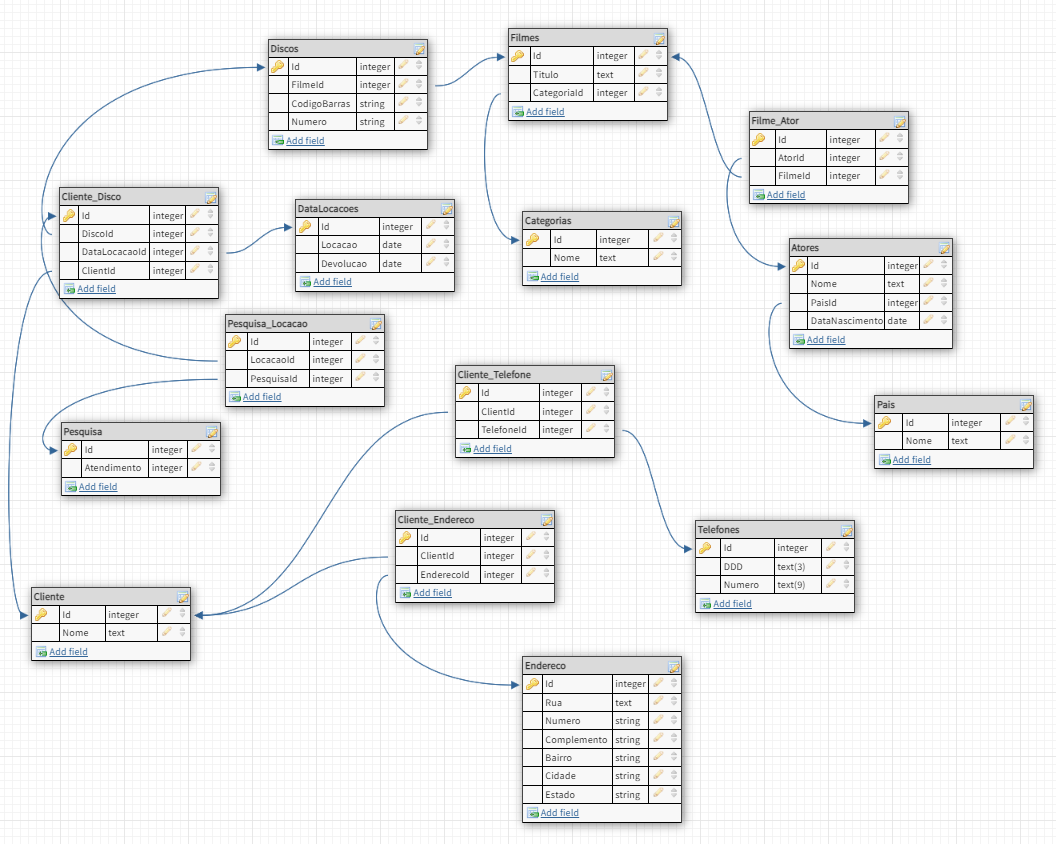 Discos
Id integer
FilmeId integer
CodigoBarras string
Numero string
Add field
Filmes
Id integer
Titulo text
CategoriaId integer
Add field
Filme_Ator
Id integer
AtorId integer
FilmeId integer
Add field
Cliente_Disco
Id integer
DiscoId integer
DataLocacaoId integer
ClientId integer
Add field
DataLocacoes
Id integer
Locacao date
Devolucao date
Add field
Categorias
Id integer
Nome text
Add field
Atores
Id integer
Nome text
PaisId integer
DataNascimento date
Add field
Pesquisa_Locacao
Id integer
LocacaoId integer
PesquisaId integer
Add field
Cliente_Telefone
Id integer
ClientId integer
TelefoneId integer
Add field
Pais
Id integer
Nome text
Add field
Pesquisa
Id integer
Atendimento integer
Add field
Cliente_Endereco
Id integer
ClientId integer
EnderecoId integer
Add field
Telefones
Id integer
DDD text(3)
Numero text(9)
Add field
Cliente
Id integer
Nome text
Add field
Endereco
Id integer
Rua text
Numero string
Complemento string
Bairro string
Cidade string
Estado string
Add field